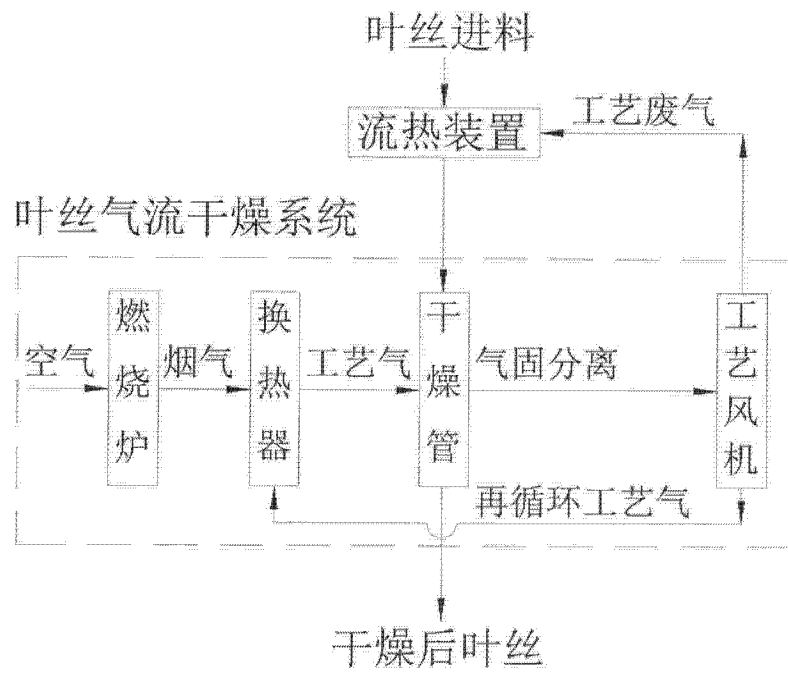 叶丝进料
流热装置
工艺废气
叶丝气流干燥系统
空气
燃烧炉
烟气
换热器
工艺气
干燥管
气固分离
工艺风机
再循环工艺气
干燥后叶丝